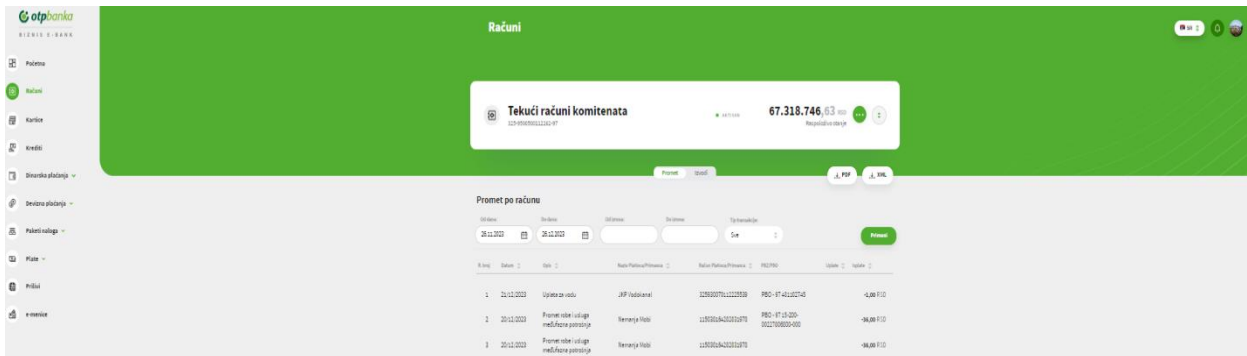 otpbanka
BIZNIS E-BANK
Početna
Računi
Kartice
Krediti
Dinarska plaćanja
Devizna plaćanja
Paketi naloga
Plate
Prilivi
e-menice
Računi
SR
Tekući računi komitenata
AKTIVAN
67.318.746,63 RSD
Raspoloživo stanje
Promet Izvodi
PDF XML
Promet po računu
Od datuma Do datuma Od iznosa Do iznosa Tip transakcije
26.11.2023 26.12.2023 Sve Primeni
R. broj Datum Opis Naziv Platioca/Primaoca Račun Platioca/Primaoca Uplate Isplate
1 21/12/2023 Uplata za vodu JKP Vodokanal -1,00 RSD
2 20/12/2023 Promet robe i usluga međufazna potrošnja Nemanja Mobi -36,00 RSD
3 20/12/2023 Promet robe i usluga međufazna potrošnja Nemanja Mobi -36,00 RSD